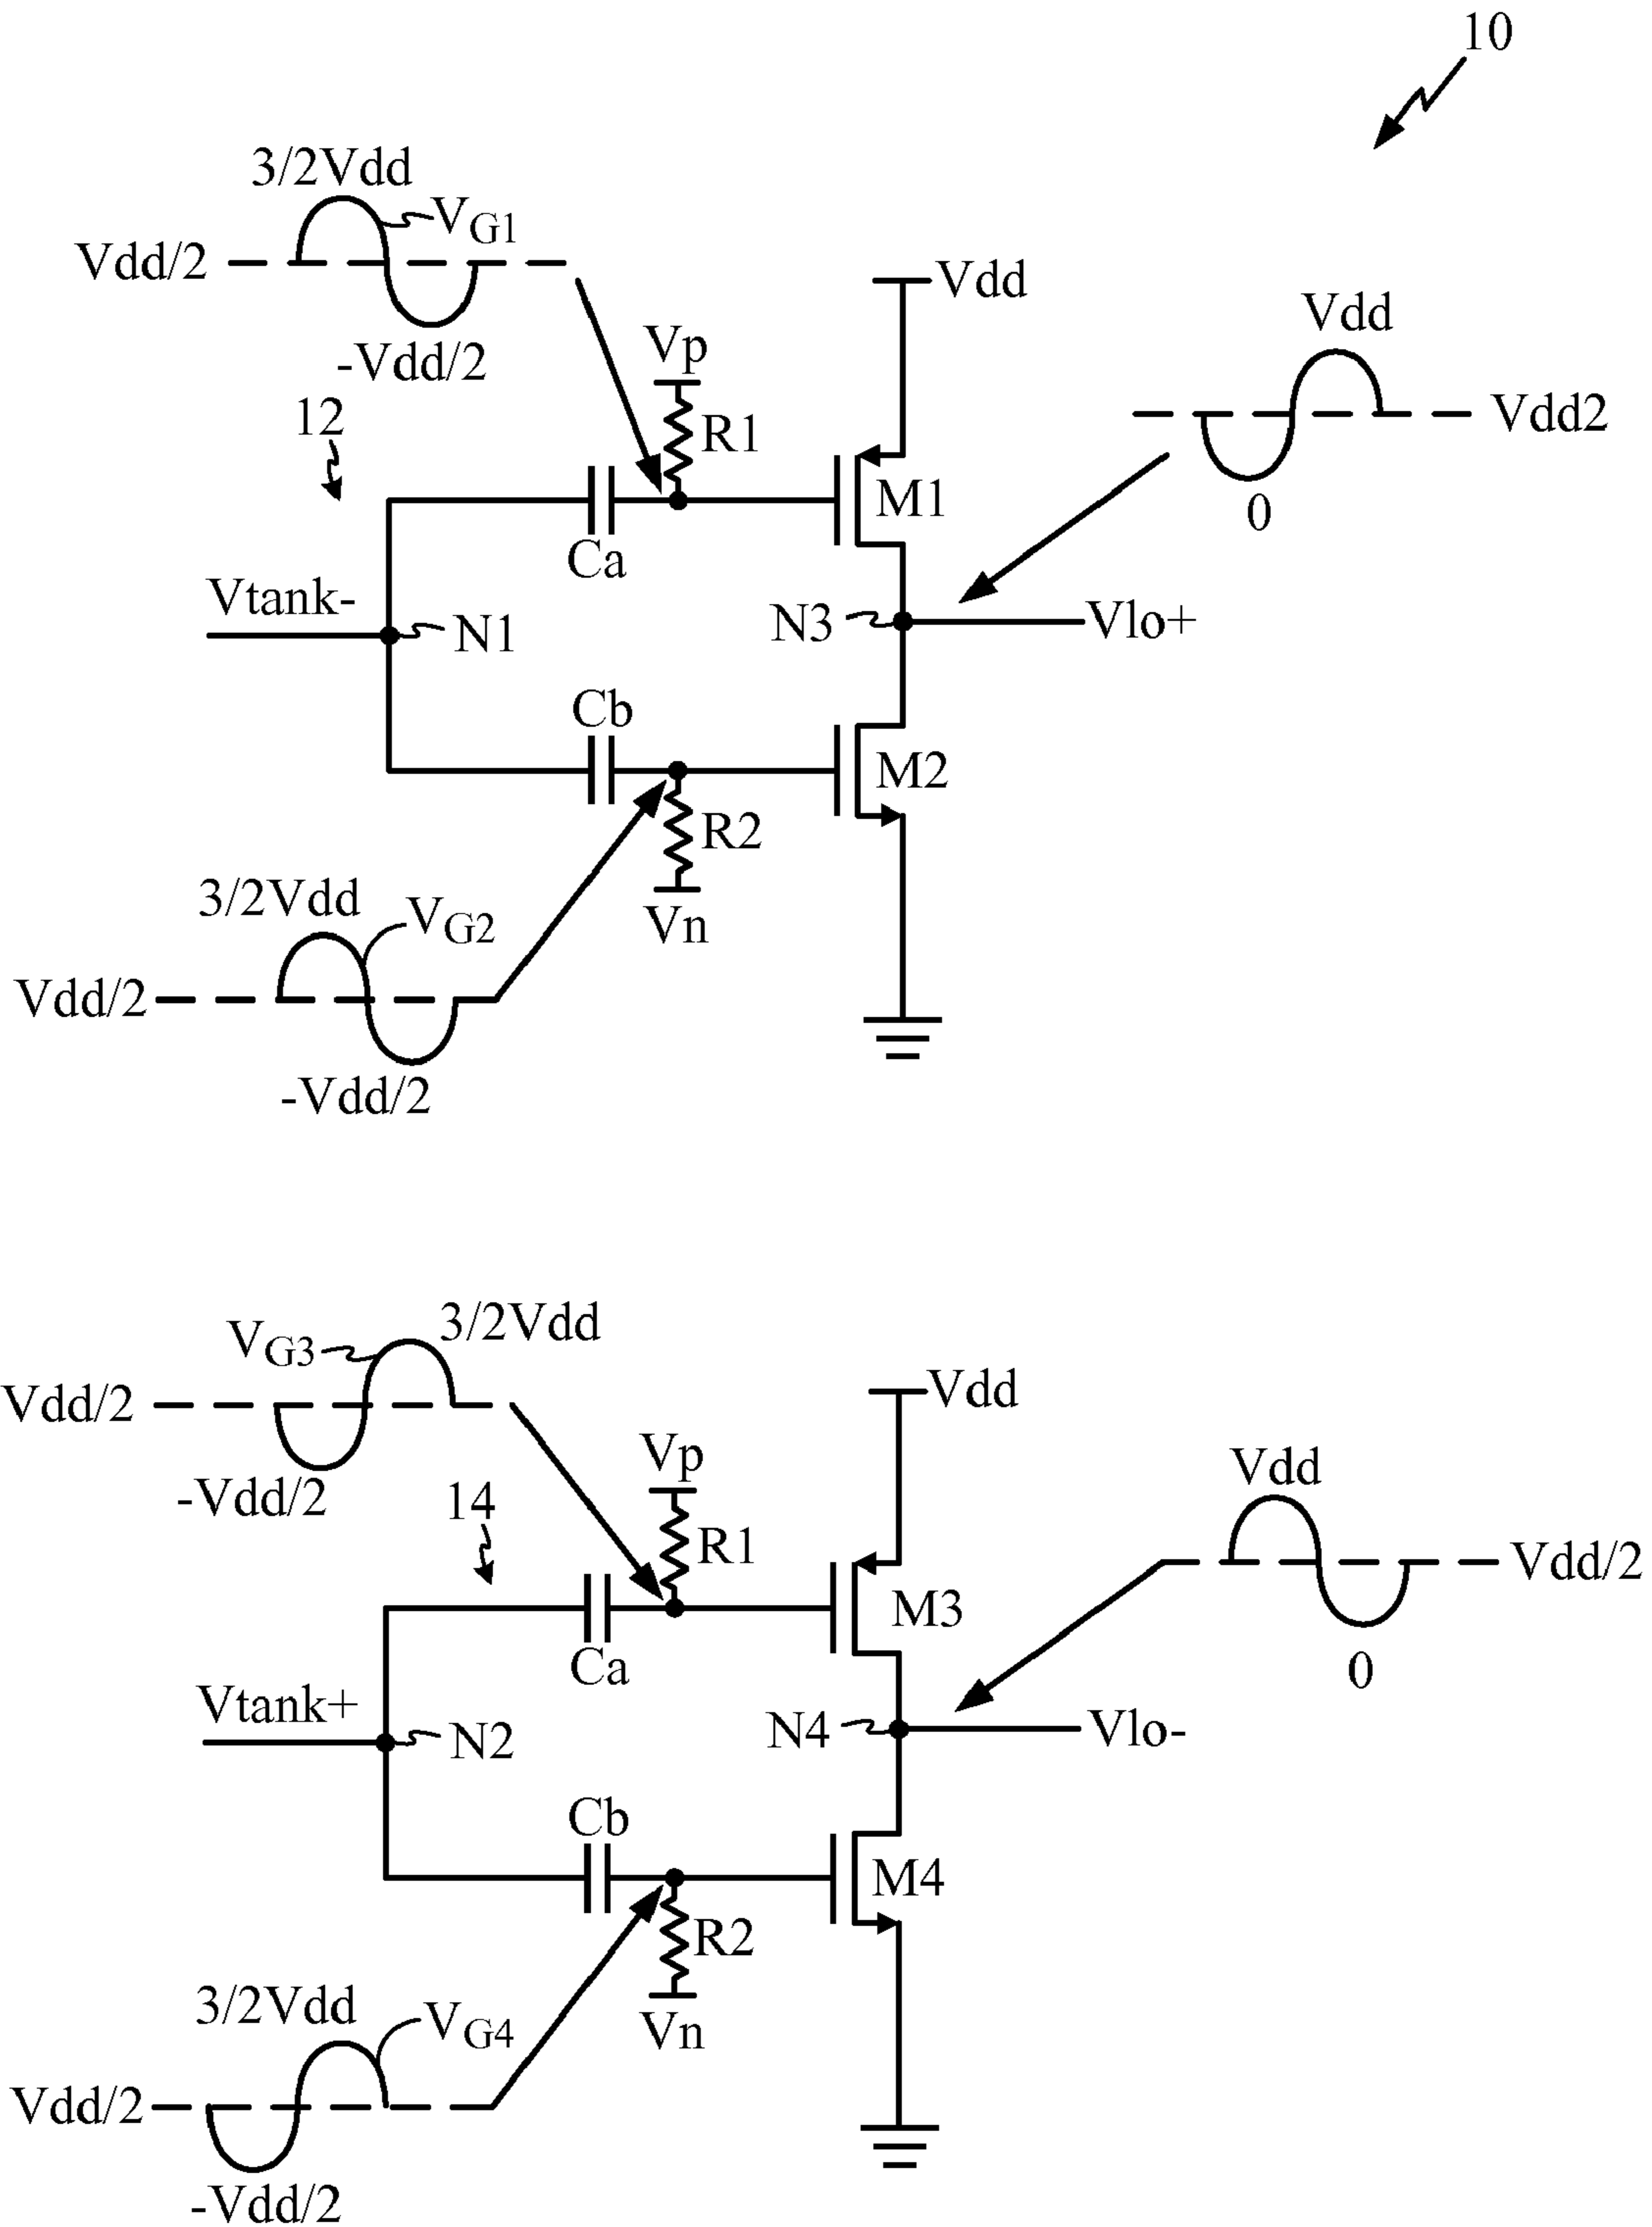 10
3/2Vdd
VG1
Vdd/2
-Vdd/2
Vdd
Vdd
Vdd2
0
Vp
R1
12
M1
Ca
Vtank-
N1
N3
Vlo+
Cb
M2
R2
Vn
3/2Vdd
VG2
Vdd/2
-Vdd/2
VG3
3/2Vdd
Vdd/2
-Vdd/2
Vdd
Vdd
Vdd/2
0
Vp
R1
14
M3
Ca
Vtank+
N2
N4
Vlo-
Cb
M4
R2
Vn
3/2Vdd
VG4
Vdd/2
-Vdd/2